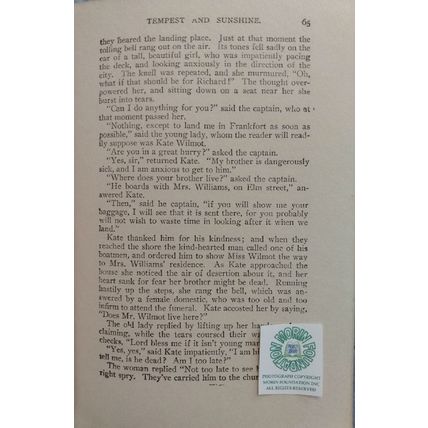 TEMPEST AND SUNSHINE. 65
they neared the landing place. Just at that moment the
tolling bell rang out on the air. Its tones fell sadly on the
ear of a tall, beautiful girl, who was impatiently pacing
the deck, and looking anxiously in the direction of the
city. The knell was repeated, and she murmured, "Oh,
what if that should be for Richard!" The thought over-
powered her, and sitting down on a seat near her she
burst into tears.
"Can I do anything for you?" said the captain, who at
that moment passed her.
"Nothing, except to land me in Frankfort as soon as
possible," said the young lady, whom the reader will read-
ily suppose was Kate Wilmot.
"Are you in a great hurry?" asked the captain.
"Yes, sir," returned Kate. "My brother is dangerously
sick, and I am anxious to get to him."
"Where does your brother live?" asked the captain.
"He boards with Mrs. Williams, on Elm street," an-
swered Kate.
"Then," said he captain, "if you will show me your
baggage, I will see that it is sent there, for you probably
will not wish to waste time in looking after it when we
land."
Kate thanked him for his kindness; and when they
reached the shore the kind-hearted man called one of his
boatmen, and ordered him to show Miss Wilmot the way
to Mrs. Williams' residence. As Kate approached the
house she noticed the air of desertion about it, and her
heart sank for fear her brother might be dead. Running
hastily up the steps, she rang the bell, which was an-
swered by a female domestic, who was too old and too
infirm to attend the funeral. Kate accosted her by saying,
"Does Mr. Wilmot live here?"
The old lady replied by lifting up her
claiming, while the tears coursed their wa
cheeks, "Lord bless me if it isn't young mar
"Yes, yes," said Kate impatiently, "I am hi
tell me, is he dead? Am I too late?"
The woman replied "Not too late to see h
right spry. They've carried him to the chur
MORIN FOUNDATION
PHOTOGRAPH COPYRIGHT
MORIN FOUNDATION INC
ALL RIGHTS RESERVED